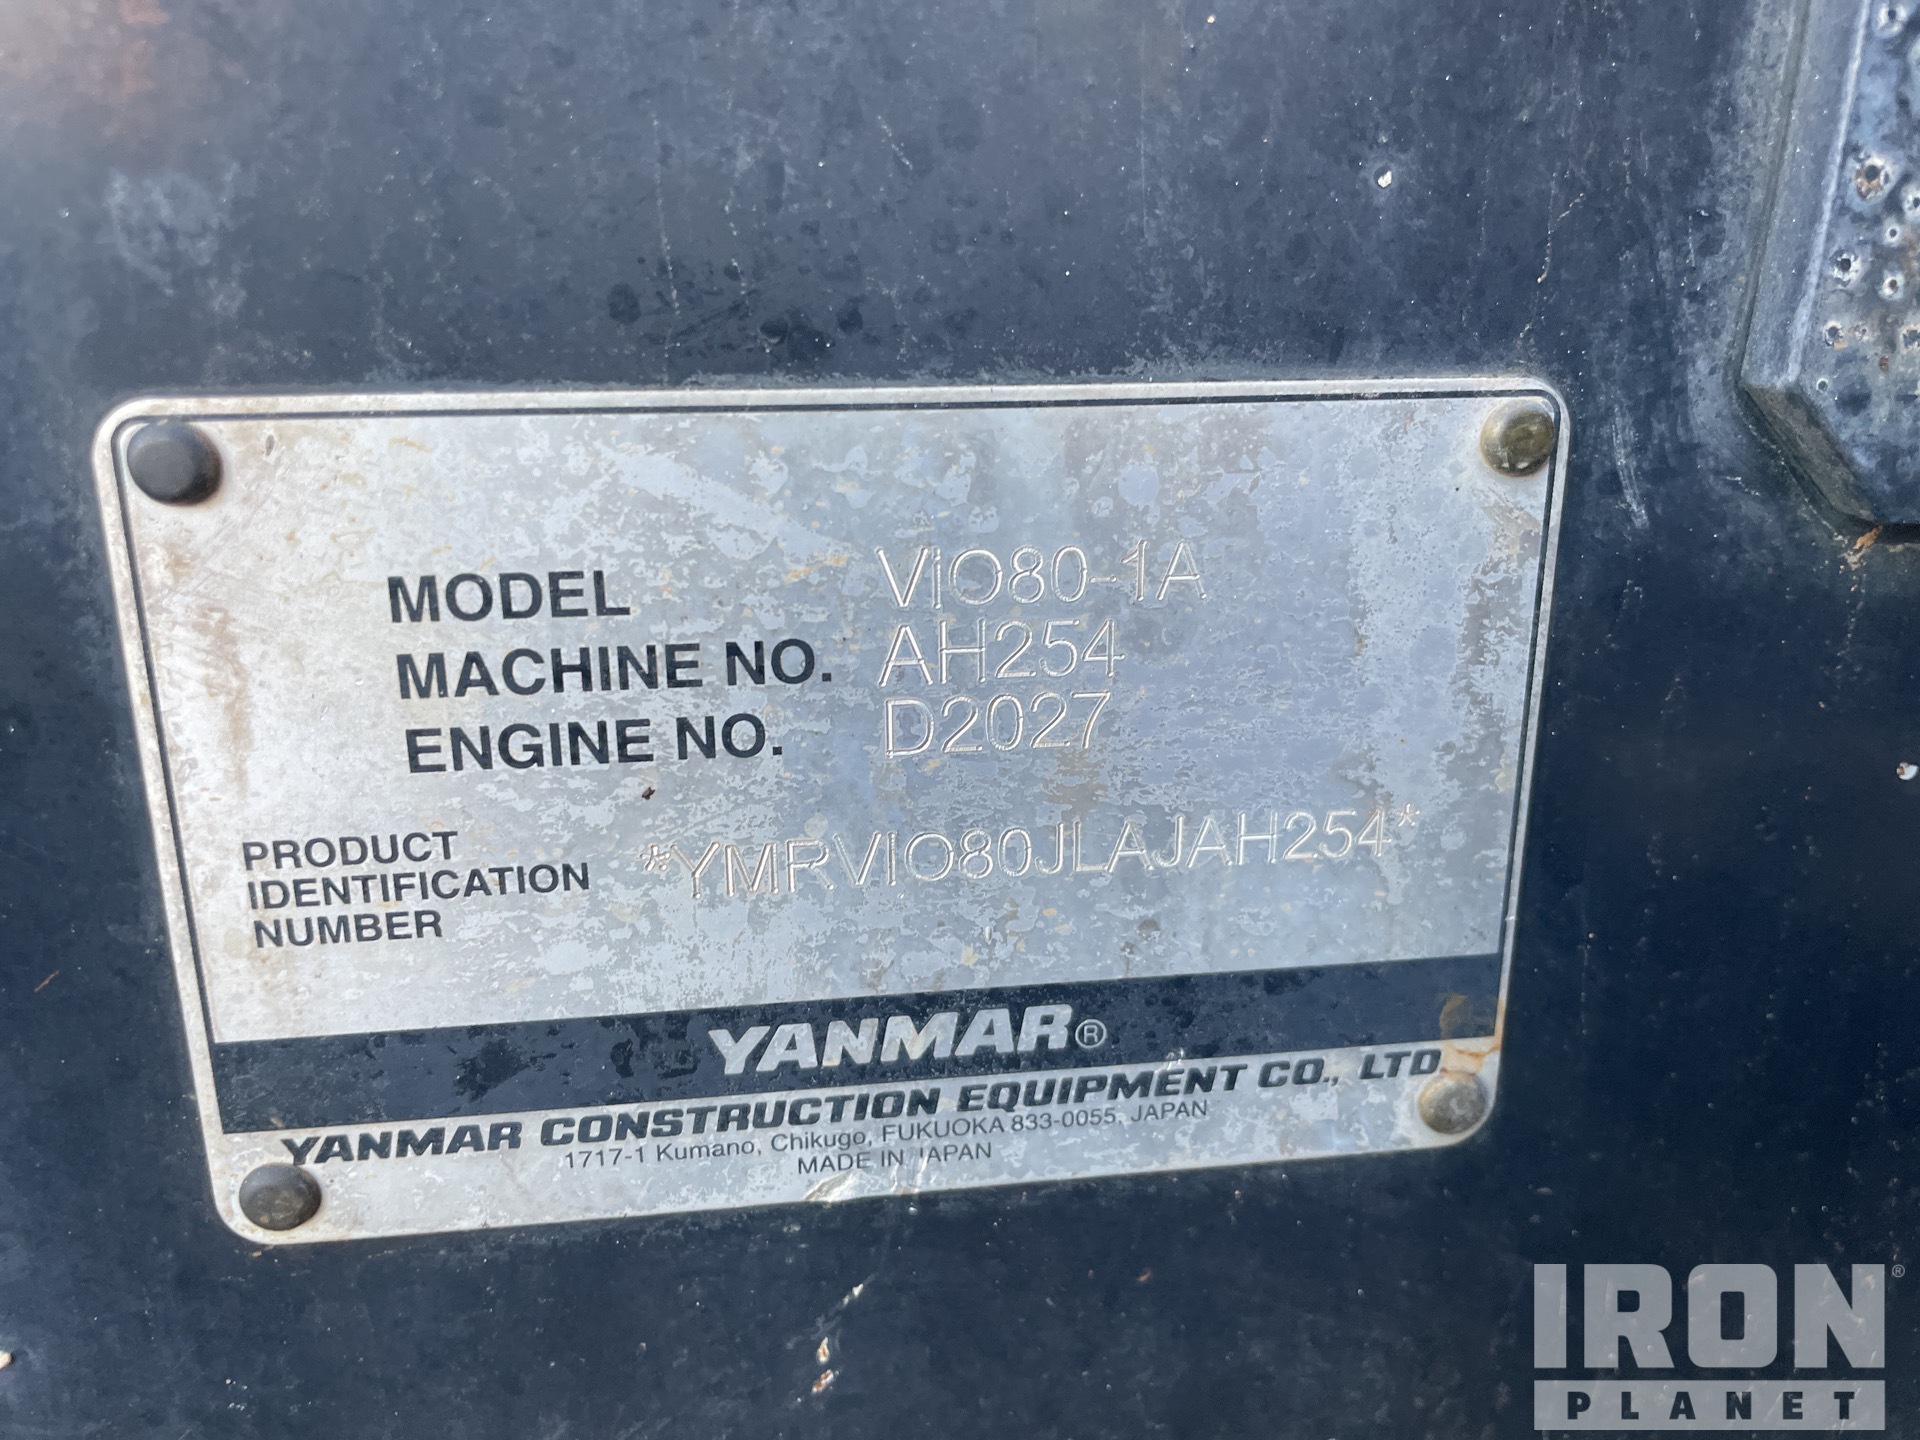 MODEL ViO80-1A
MACHINE NO. AH254
ENGINE NO. D2027
PRODUCT
IDENTIFICATION
NUMBER
*YMRVIO80JLAJAH254*
YANMAR®
YANMAR CONSTRUCTION EQUIPMENT CO., LTD
1717-1 Kumano, Chikugo, FUKUOKA 833-0055, JAPAN
MADE IN JAPAN
IRON®
PLANET